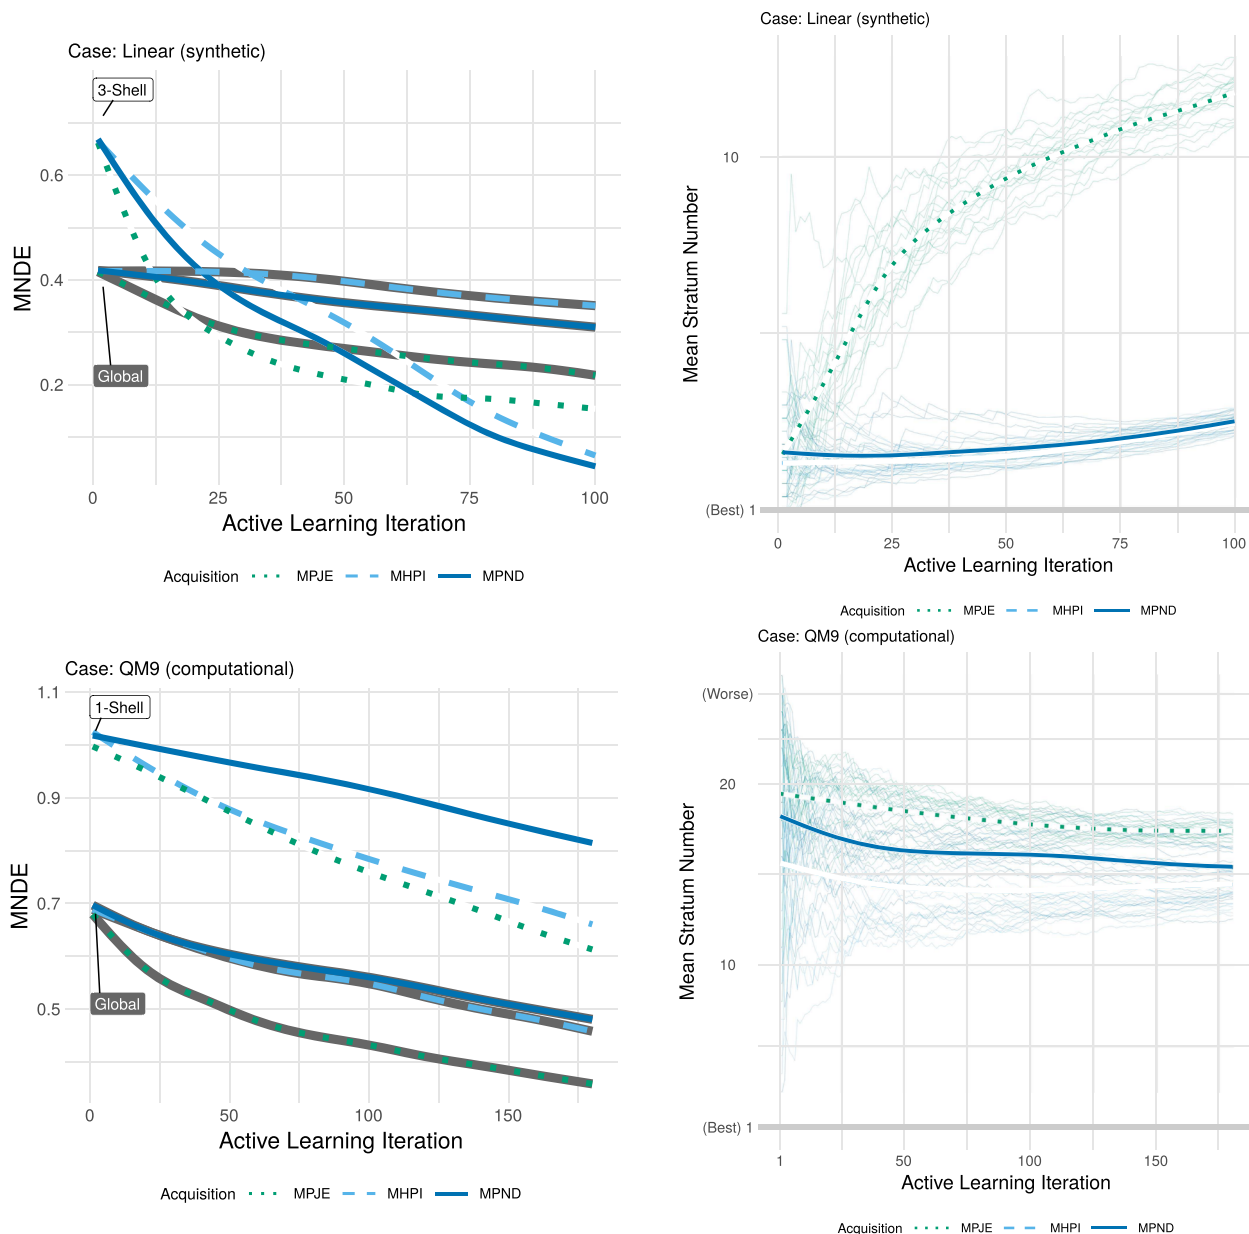 Case: Linear (synthetic)
3-Shell
0.6
0.4
0.2
MNDE
Global
0 25 50 75 100
Active Learning Iteration
Acquisition MPJE MHPI MPND
Case: Linear (synthetic)
10
Mean Stratum Number
(Best) 1
0 25 50 75 100
Active Learning Iteration
Acquisition MPJE MHPI MPND
Case: QM9 (computational)
1.1
1-Shell
0.9
0.7
0.5
MNDE
Global
0 50 100 150
Active Learning Iteration
Acquisition MPJE MHPI MPND
Case: QM9 (computational)
(Worse)
20
10
Mean Stratum Number
(Best) 1
1 50 100 150
Active Learning Iteration
Acquisition MPJE MHPI MPND